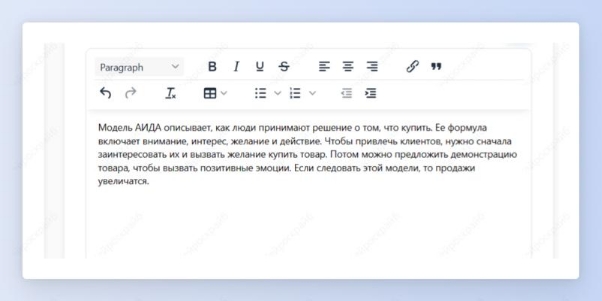 Paragraph
B I U S
Модель АИДА описывает, как люди принимают решение о том, что купить. Ее формула
включает внимание, интерес, желание и действие. Чтобы привлечь клиентов, нужно сначала
заинтересовать их и вызвать желание купить товар. Потом можно предложить демонстрацию
товара, чтобы вызвать позитивные эмоции. Если следовать этой модели, то продажи
увеличатся.